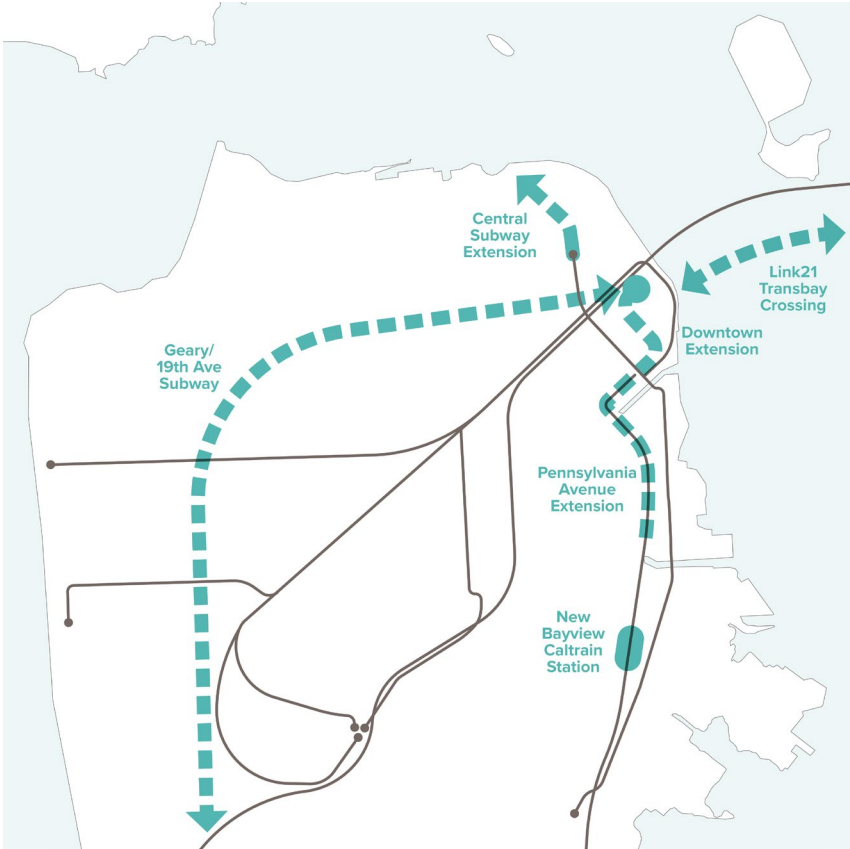 Central
Subway
Extension
Link21
Transbay
Crossing
Downtown
Extension
Geary/
19th Ave
Subway
Pennsylvania
Avenue
Extension
New
Bayview
Caltrain
Station